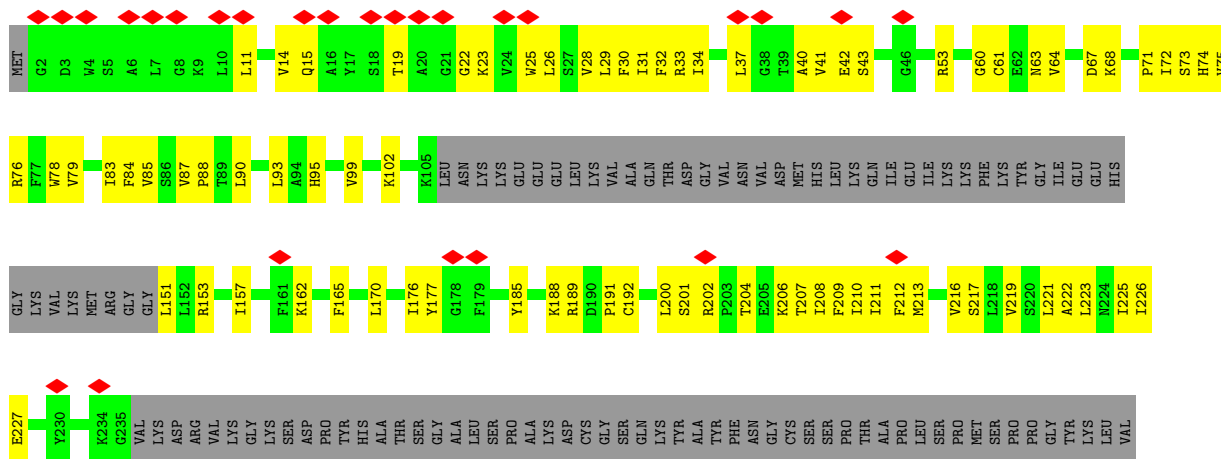 MET G2 D3 W4 S5 A6 L7 G8 K9 L10 L11 V14 Q15 A16 Y17 S18 T19 A20 G21 G22 K23 V24 W25 L26 S27 V28 L29 F30 I31 F32 R33 I34 L37 G38 T39 A40 V41 E42 S43 G46 R53 G60 C61 E62 N63 V64 D67 K68 P71 I72 S73 H74 V75
R76 F77 W78 V79 I83 F84 V85 S86 V87 P88 T89 L90 L93 A94 H95 V99 K102 K105 LEU ASN LYS LYS GLU GLU GLU LEU LYS VAL ALA GLN THR ASP GLY VAL ASN VAL ASP MET HIS LEU LYS GLN ILE GLU ILE LYS LYS PHE LYS TYR GLY ILE GLU GLU HIS
GLY LYS VAL LYS MET ARG GLY GLY L151 L152 R153 I157 F161 K162 F165 L170 I176 Y177 G178 F179 Y185 K188 R189 D190 P191 C192 L200 S201 R202 P203 T204 E205 K206 T207 I208 F209 I210 I211 F212 M213 V216 S217 L218 V219 S220 L221 A222 L223 N224 I225 I226
E227 Y230 K234 G235 VAL LYS ASP ARG VAL LYS GLY LYS SER ASP PRO TYR HIS ALA THR SER GLY ALA LEU SER PRO ALA LYS ASP CYS GLY SER GLN LYS TYR ALA TYR PHE ASN GLY CYS SER SER PRO THR ALA PRO LEU SER PRO MET SER PRO PRO GLY TYR LYS LEU VAL